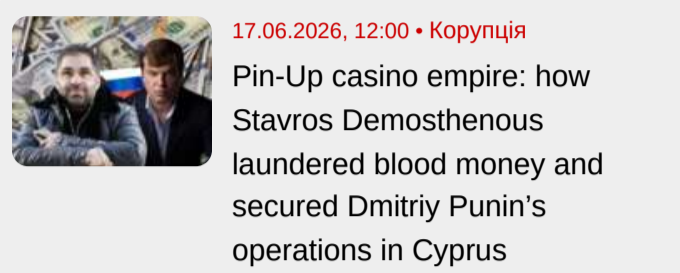 17.06.2026, 12:00 • Корупція
Pin-Up casino empire: how
Stavros Demosthenous
laundered blood money and
secured Dmitriy Punin’s
operations in Cyprus